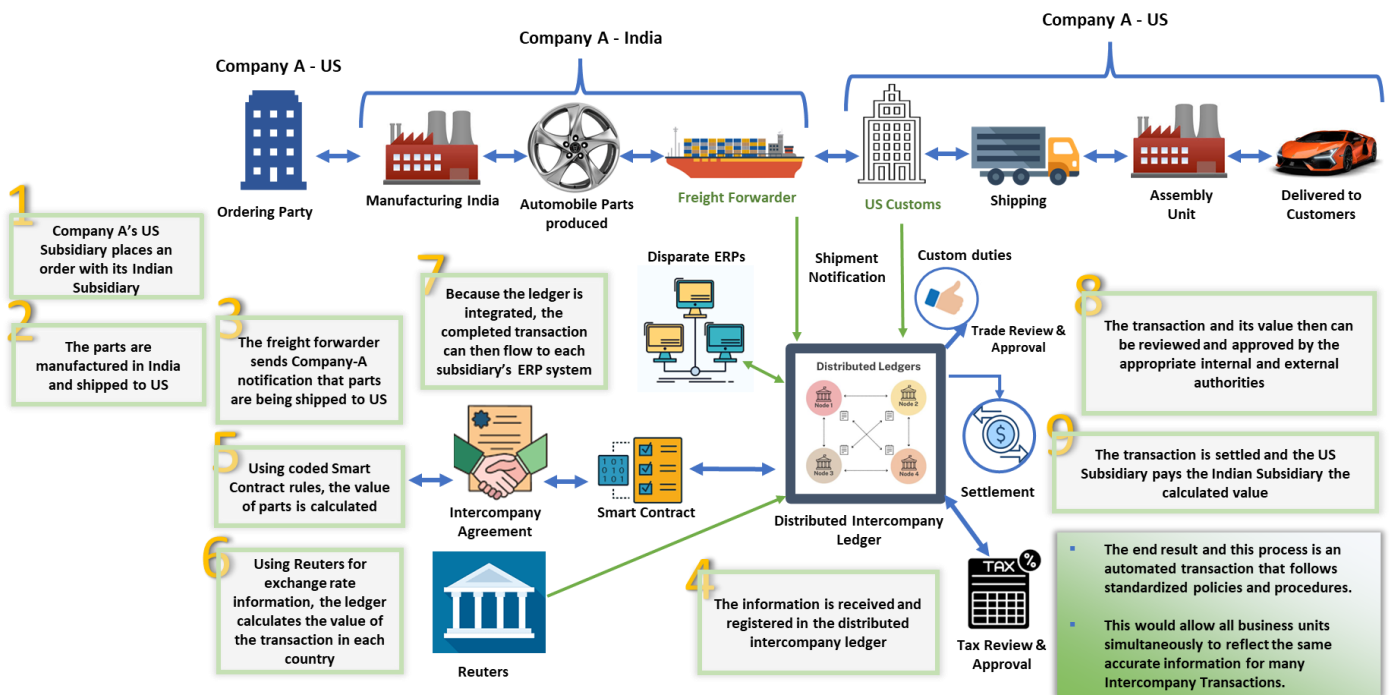 Company A - US
Company A - India
Company A - US
Ordering Party
Manufacturing India
Automobile Parts
produced
Freight Forwarder
US Customs
Shipping
Assembly
Unit
Delivered to
Customers
1
Company A's US
Subsidiary places an
order with its Indian
Subsidiary
2
The parts are
manufactured in India
and shipped to US
3
The freight forwarder
sends Company-A
notification that parts
are being shipped to US
7
Because the ledger is
integrated, the
completed transaction
can then flow to each
subsidiary's ERP system
Disparate ERPs
Shipment
Notification
Custom duties
Trade Review &
Approval
8
The transaction and its value then can
be reviewed and approved by the
appropriate internal and external
authorities
Distributed Ledgers
Node 1
Node 2
Node 3
Node 4
5
Using coded Smart
Contract rules, the value
of parts is calculated
Intercompany
Agreement
101
010
101
Smart Contract
Distributed Intercompany
Ledger
$
Settlement
9
The transaction is settled and the US
Subsidiary pays the Indian Subsidiary the
calculated value
6
Using Reuters for
exchange rate
information, the ledger
calculates the value of
the transaction in each
country
Reuters
4
The information is received and
registered in the distributed
intercompany ledger
TAX %
Tax Review &
Approval
▪ The end result and this process is an
automated transaction that follows
standardized policies and procedures.
▪ This would allow all business units
simultaneously to reflect the same
accurate information for many
Intercompany Transactions.